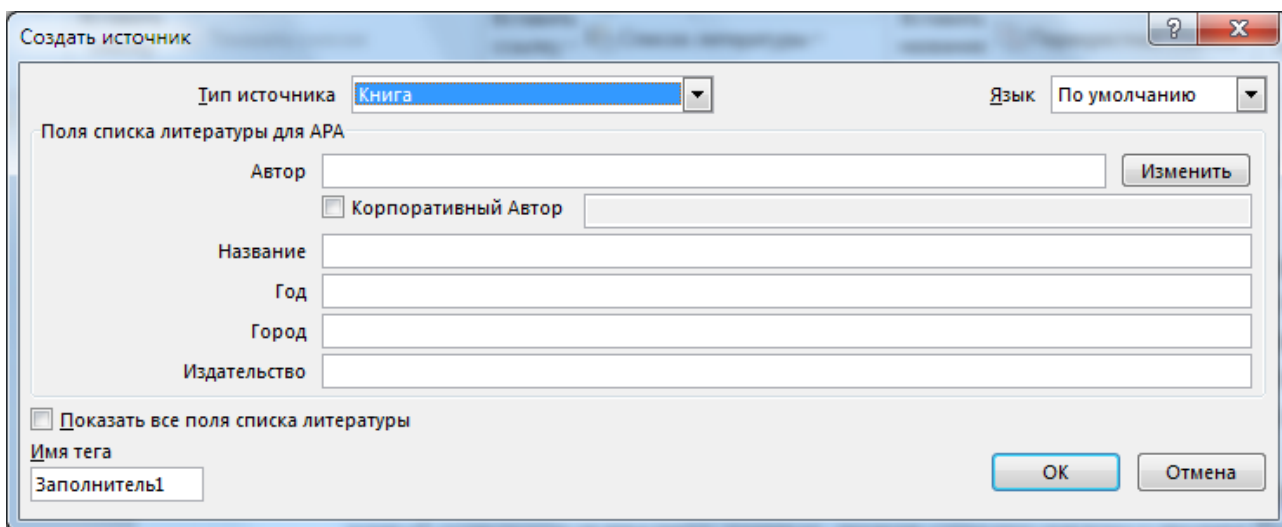 Создать источник
Тип источника Книга Язык По умолчанию
Поля списка литературы для APA
Автор Изменить
Корпоративный Автор
Название
Год
Город
Издательство
Показать все поля списка литературы
Имя тега
Заполнитель1
ОК Отмена